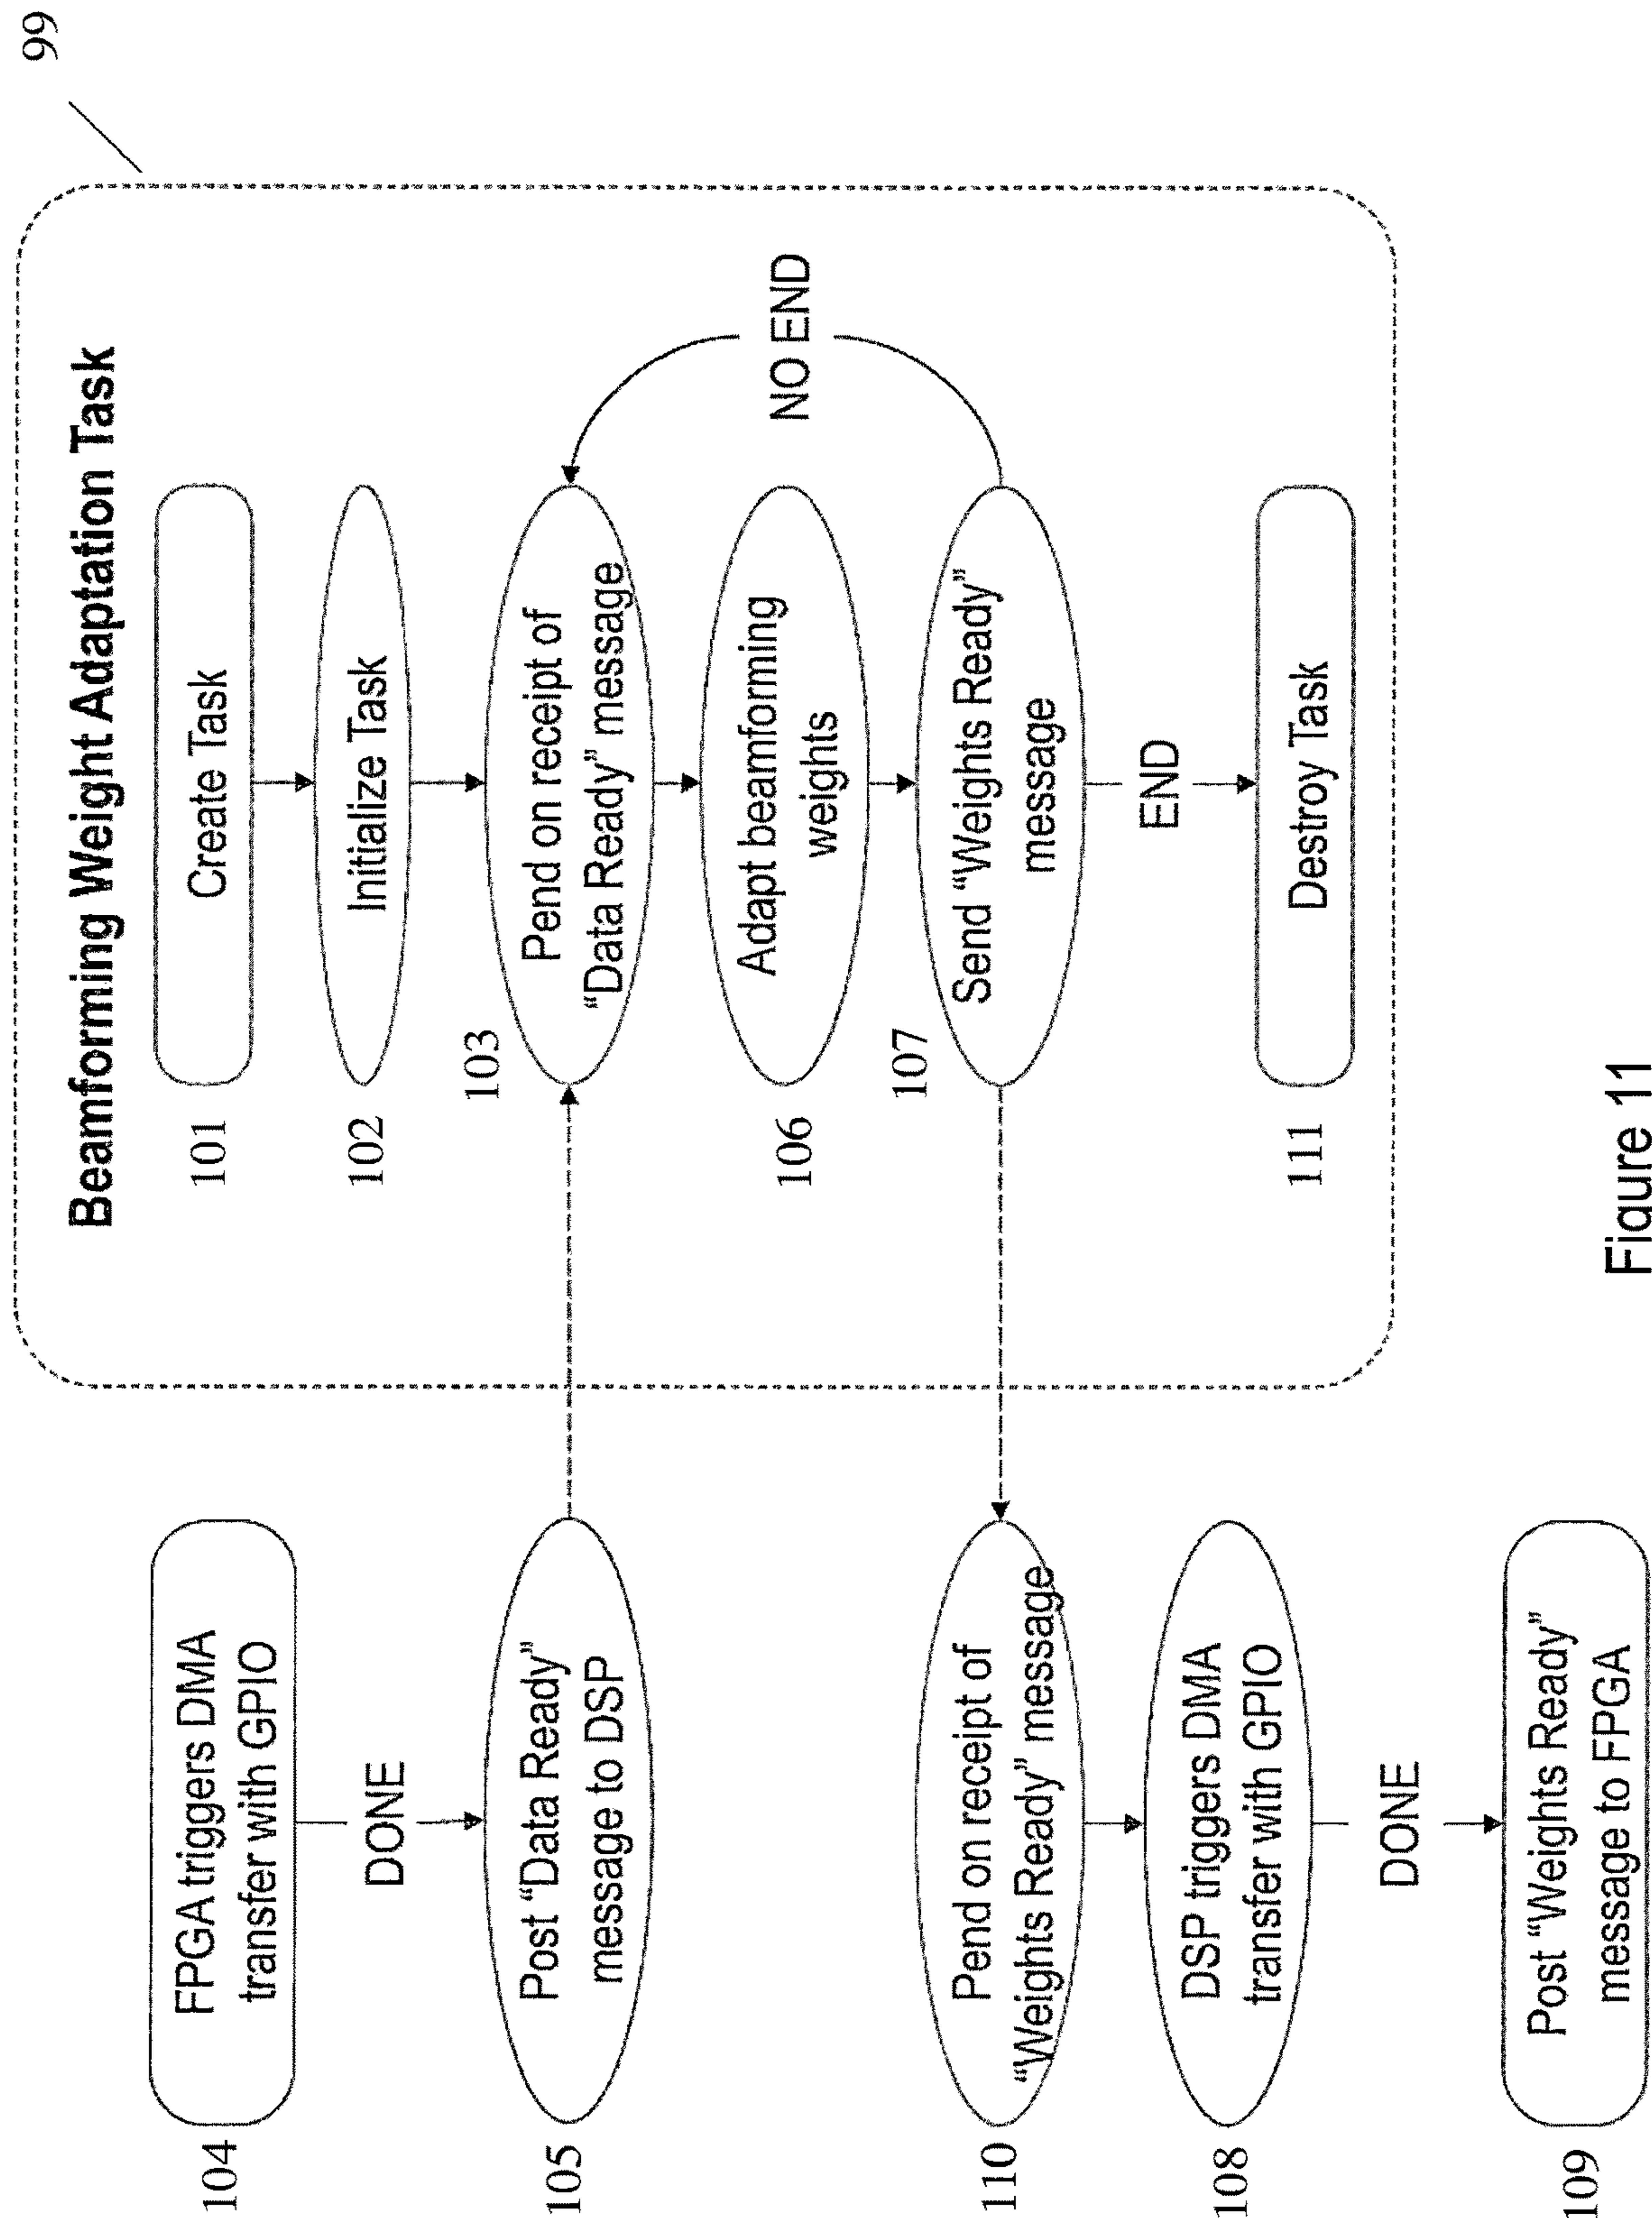 99
Beamforming Weight Adaptation Task
104
FPGA triggers DMA
transfer with GPIO
101
Create Task
DONE
102
Initialize Task
105
Post “Data Ready”
message to DSP
103
Pend on receipt of
“Data Ready” message
106
Adapt beamforming
weights
NO END
110
Pend on receipt of
“Weights Ready” message
107
Send “Weights Ready”
message
108
DSP triggers DMA
transfer with GPIO
END
DONE
111
Destroy Task
109
Post “Weights Ready”
message to FPGA
Figure 11